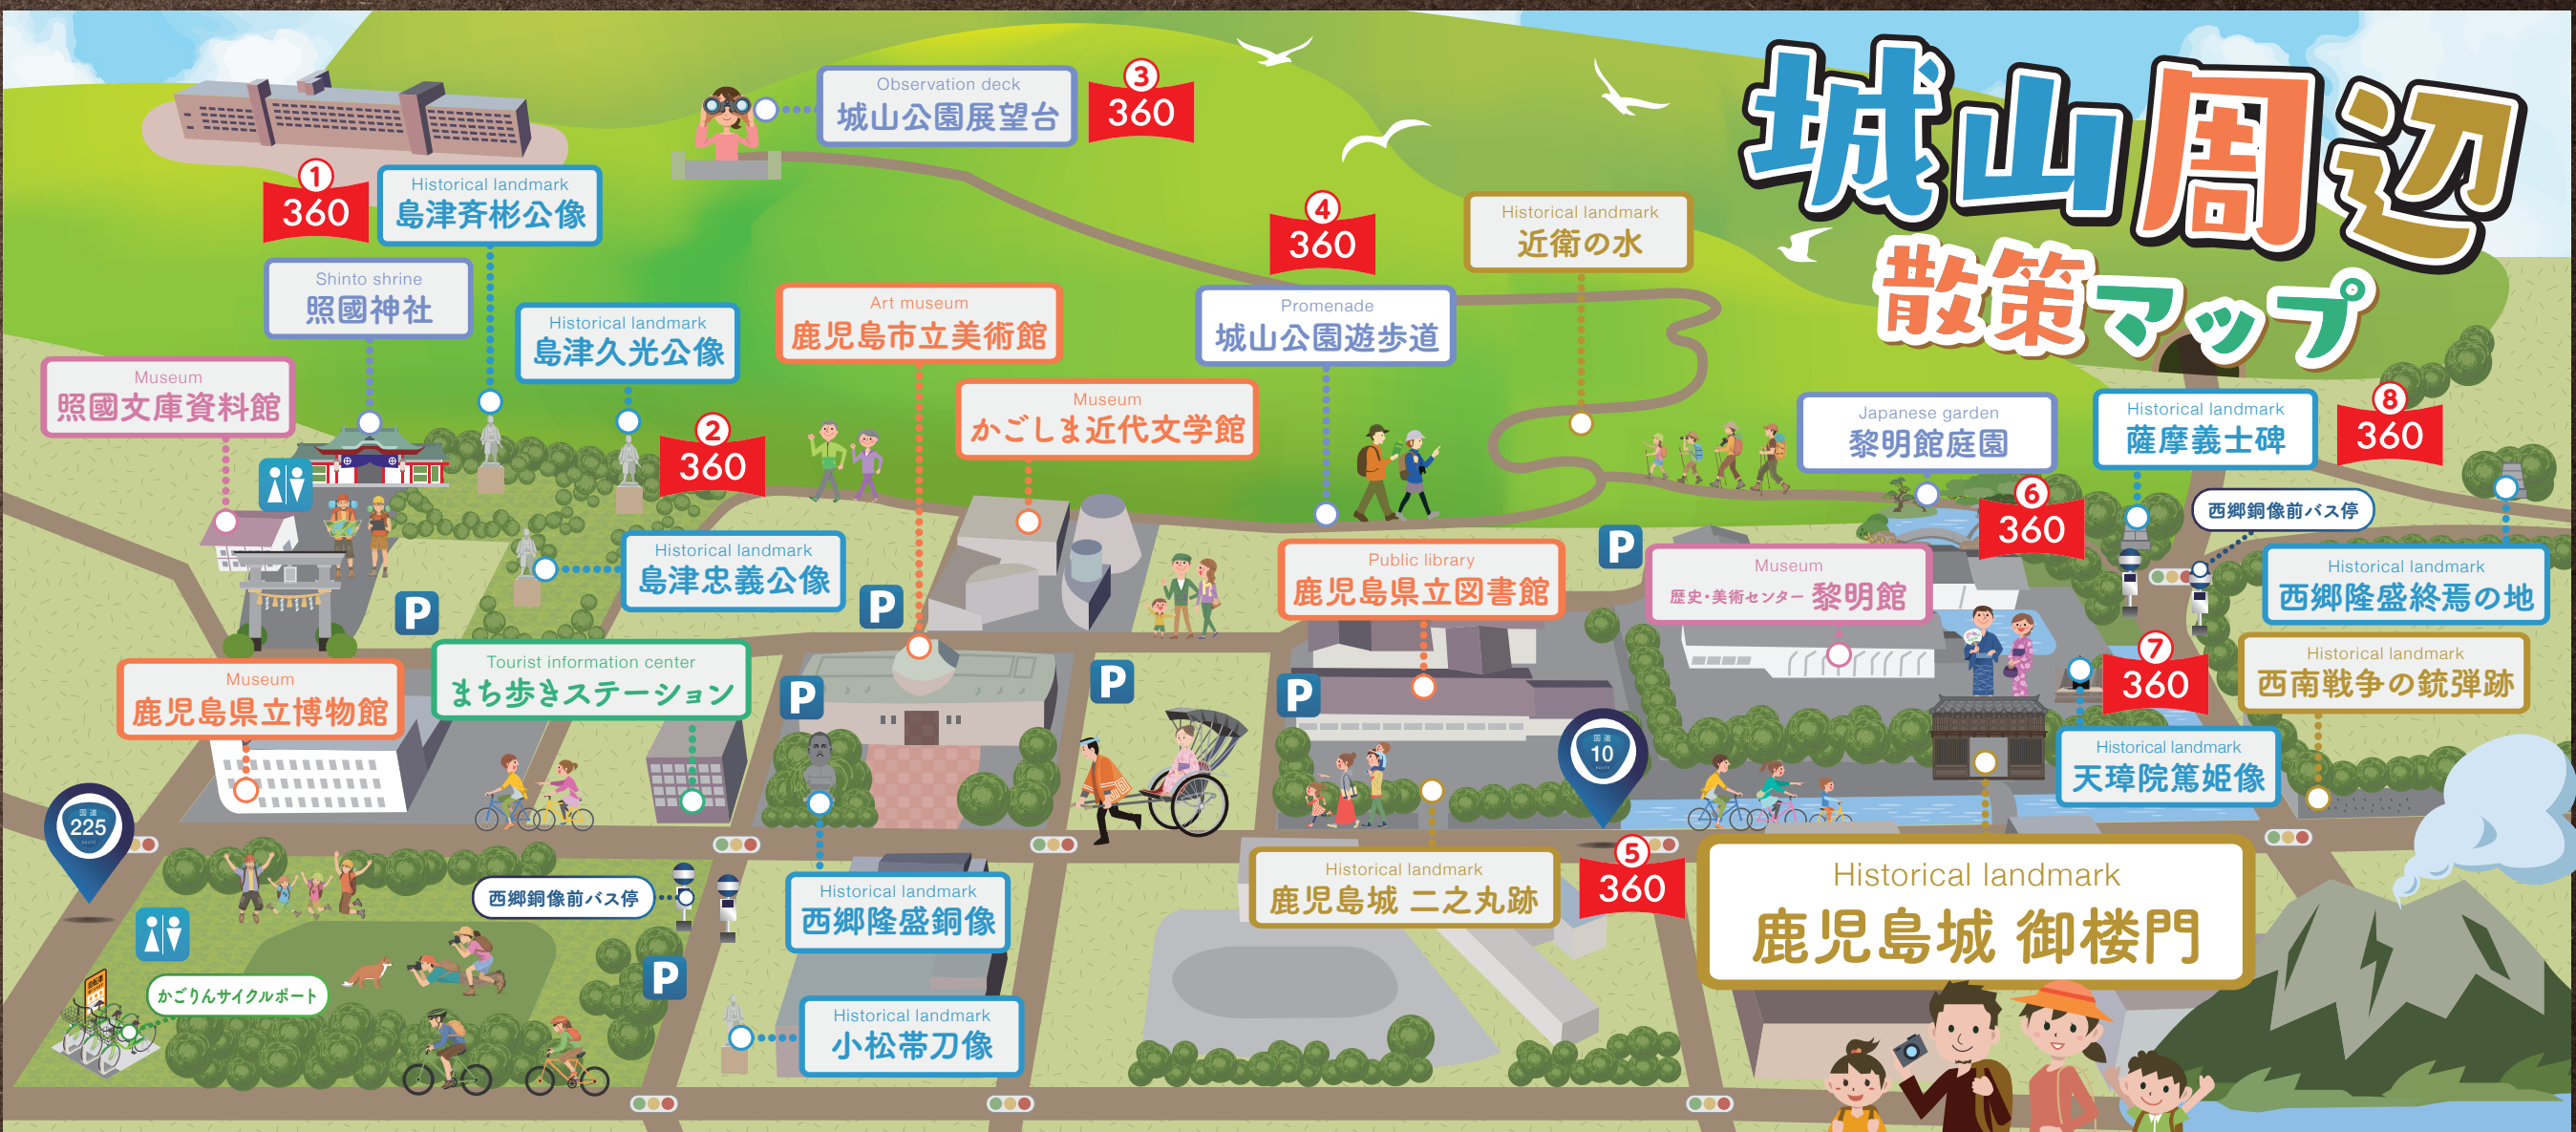 城山周辺
散策マップ
Observation deck
城山公園展望台
3
360
1
360
Historical landmark
島津斉彬公像
4
360
Historical landmark
近衛の水
Shinto shrine
照國神社
Historical landmark
島津久光公像
Art museum
鹿児島市立美術館
Promenade
城山公園遊歩道
Museum
照國文庫資料館
2
360
Museum
かごしま近代文学館
Japanese garden
黎明館庭園
Historical landmark
薩摩義士碑
8
360
6
360
西郷銅像前バス停
Historical landmark
島津忠義公像
P
P
P
Public library
鹿児島県立図書館
Museum
歴史・美術センター 黎明館
Historical landmark
西郷隆盛終焉の地
Museum
鹿児島県立博物館
Tourist information center
まち歩きステーション
P
P
P
7
360
Historical landmark
西南戦争の銃弾跡
国道
10
ROUTE
Historical landmark
天璋院篤姫像
国道
225
ROUTE
西郷銅像前バス停
Historical landmark
西郷隆盛銅像
Historical landmark
鹿児島城 二之丸跡
5
360
Historical landmark
鹿児島城 御楼門
P
かごりんサイクルポート
Historical landmark
小松帯刀像